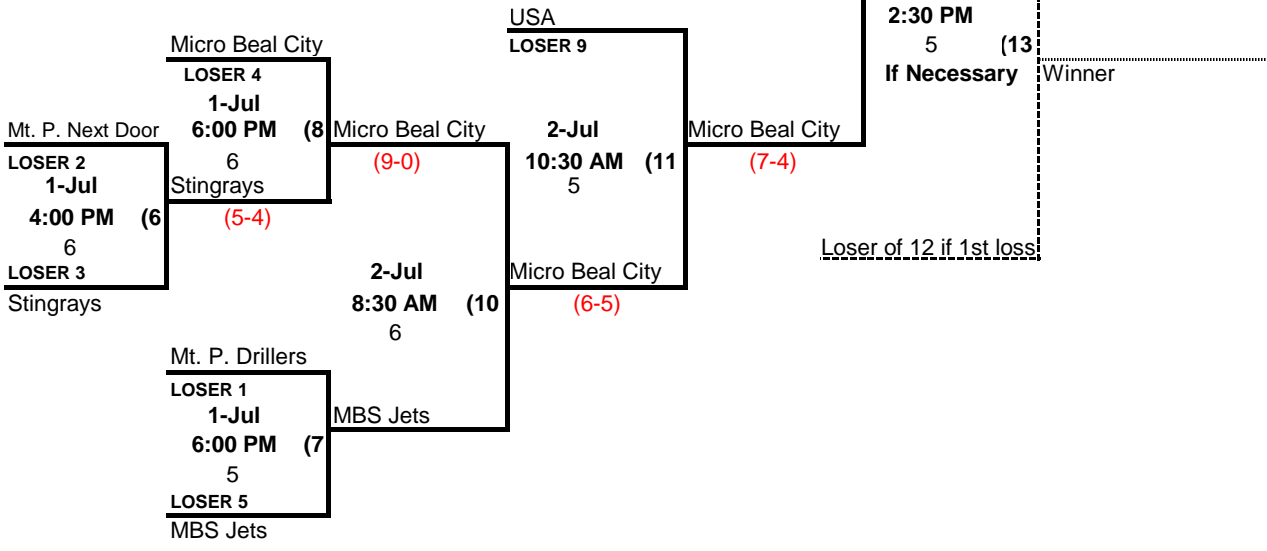 USA
2:30 PM
LOSER 9
5 (13
Micro Beal City
If Necessary
Winner
LOSER 4
1-Jul
Mt. P. Next Door
6:00 PM (8
Micro Beal City
2-Jul
Micro Beal City
LOSER 2
6
(9-0)
10:30 AM (11
(7-4)
1-Jul
Stingrays
5
4:00 PM (6
(5-4)
6
Loser of 12 if 1st loss
LOSER 3
2-Jul
Micro Beal City
Stingrays
8:30 AM (10
(6-5)
6
Mt. P. Drillers
LOSER 1
1-Jul
MBS Jets
6:00 PM (7
5
LOSER 5
MBS Jets